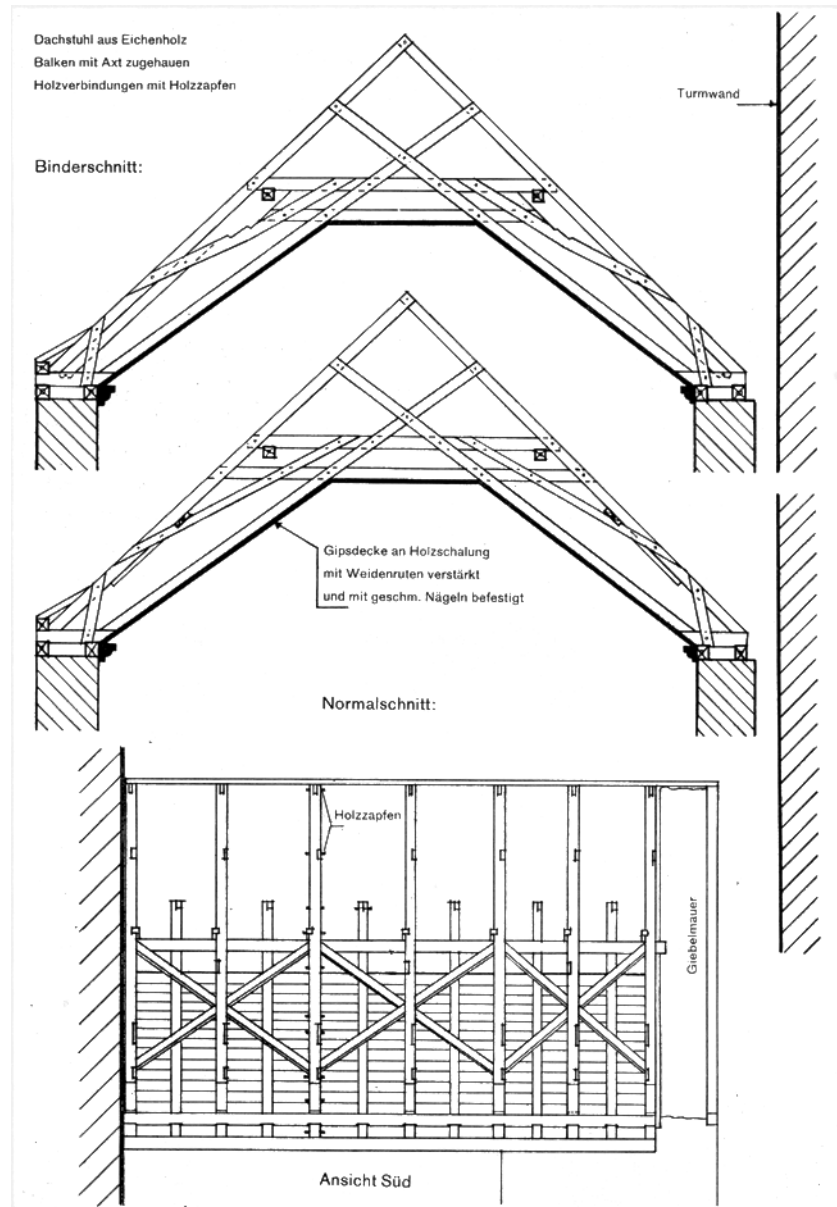 Dachstuhl aus Eichenholz
Balken mit Axt zugehauen
Holzverbindungen mit Holzzapfen
Turmwand
Binderschnitt:
Gipsdecke an Holzschalung
mit Weidenruten verstärkt
und mit geschm. Nägeln befestigt
Normalschnitt:
Holzzapfen
Giebelmauer
Ansicht Süd